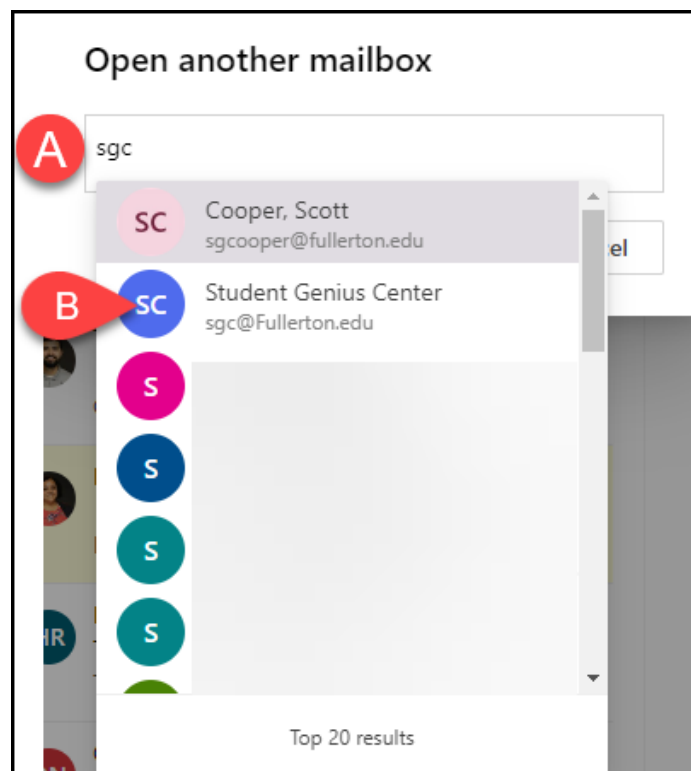 Open another mailbox
A
sgc
SC
Cooper, Scott
sgcooper@fullerton.edu
el
B
SC
Student Genius Center
sgc@Fullerton.edu
S
S
S
S
HR
Top 20 results